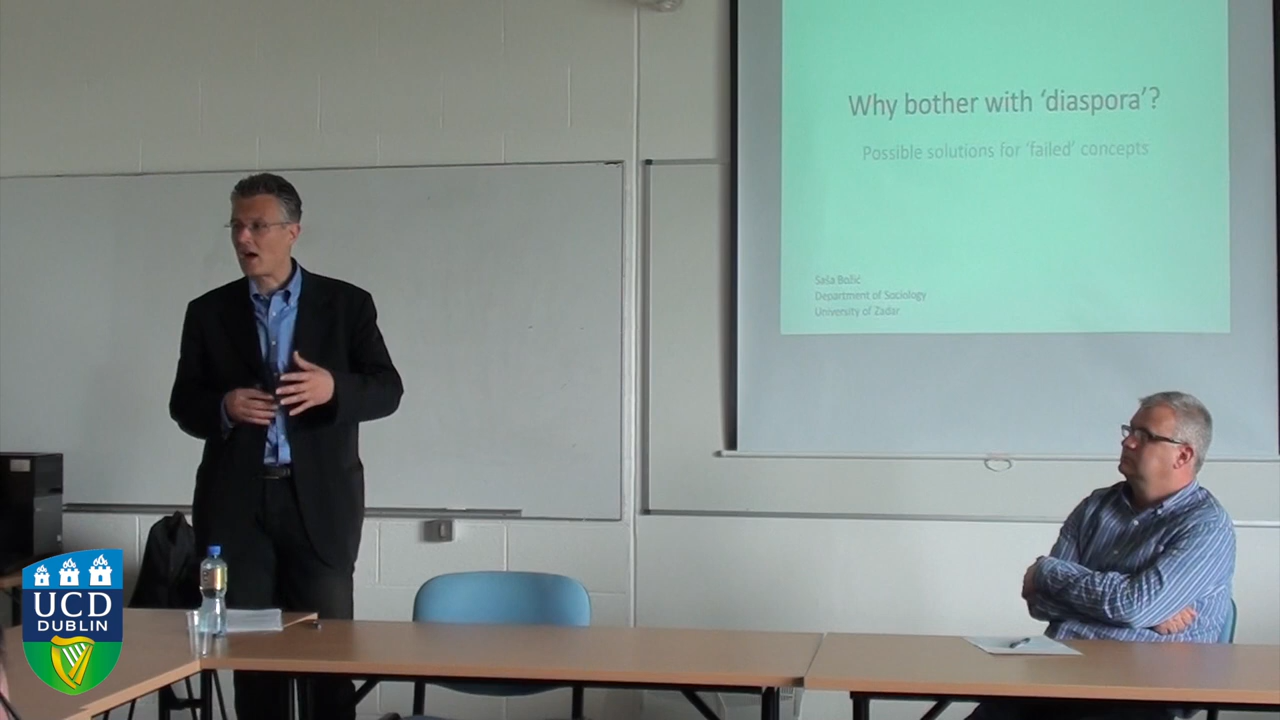 Why bother with ‘diaspora’?
Possible solutions for ‘failed’ concepts
Saša Božić
Department of Sociology
University of Zadar
UCD
DUBLIN